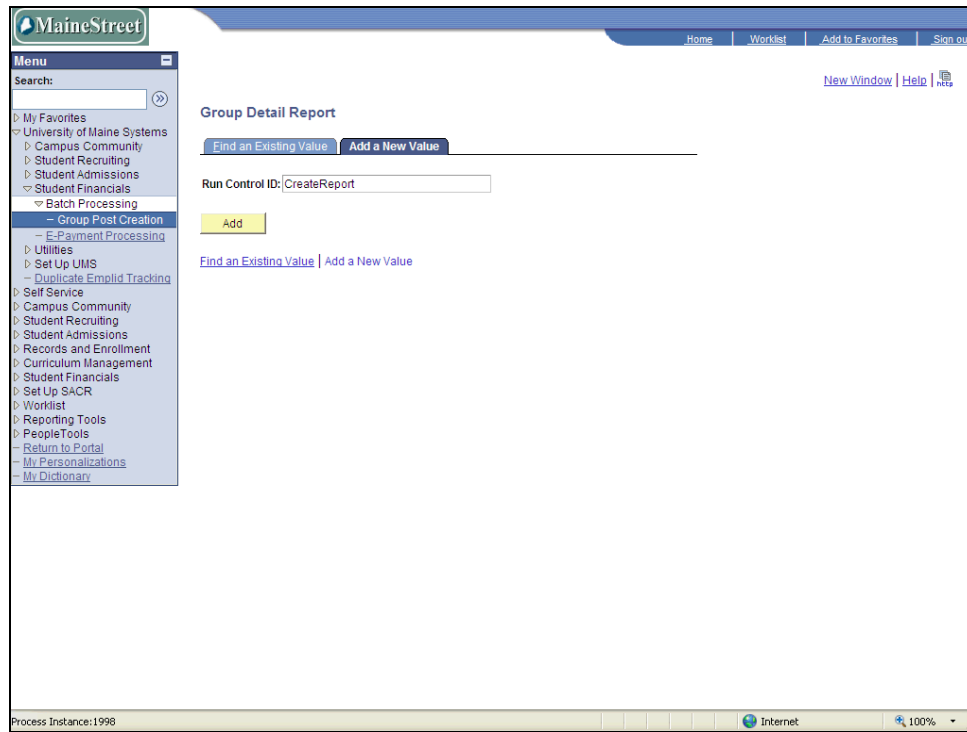 MaineStreet
Home Worklist Add to Favorites Sign ou
Menu
Search:
New Window | Help | http
My Favorites
University of Maine Systems
Campus Community
Student Recruiting
Student Admissions
Student Financials
Batch Processing
– Group Post Creation
– E-Payment Processing
Utilities
Set Up UMS
– Duplicate Emplid Tracking
Self Service
Campus Community
Student Recruiting
Student Admissions
Records and Enrollment
Curriculum Management
Student Financials
Set Up SACR
Worklist
Reporting Tools
PeopleTools
– Return to Portal
– My Personalizations
– My Dictionary
Group Detail Report
Find an Existing Value Add a New Value
Run Control ID: CreateReport
Add
Find an Existing Value | Add a New Value
Process Instance:1998 Internet 100%